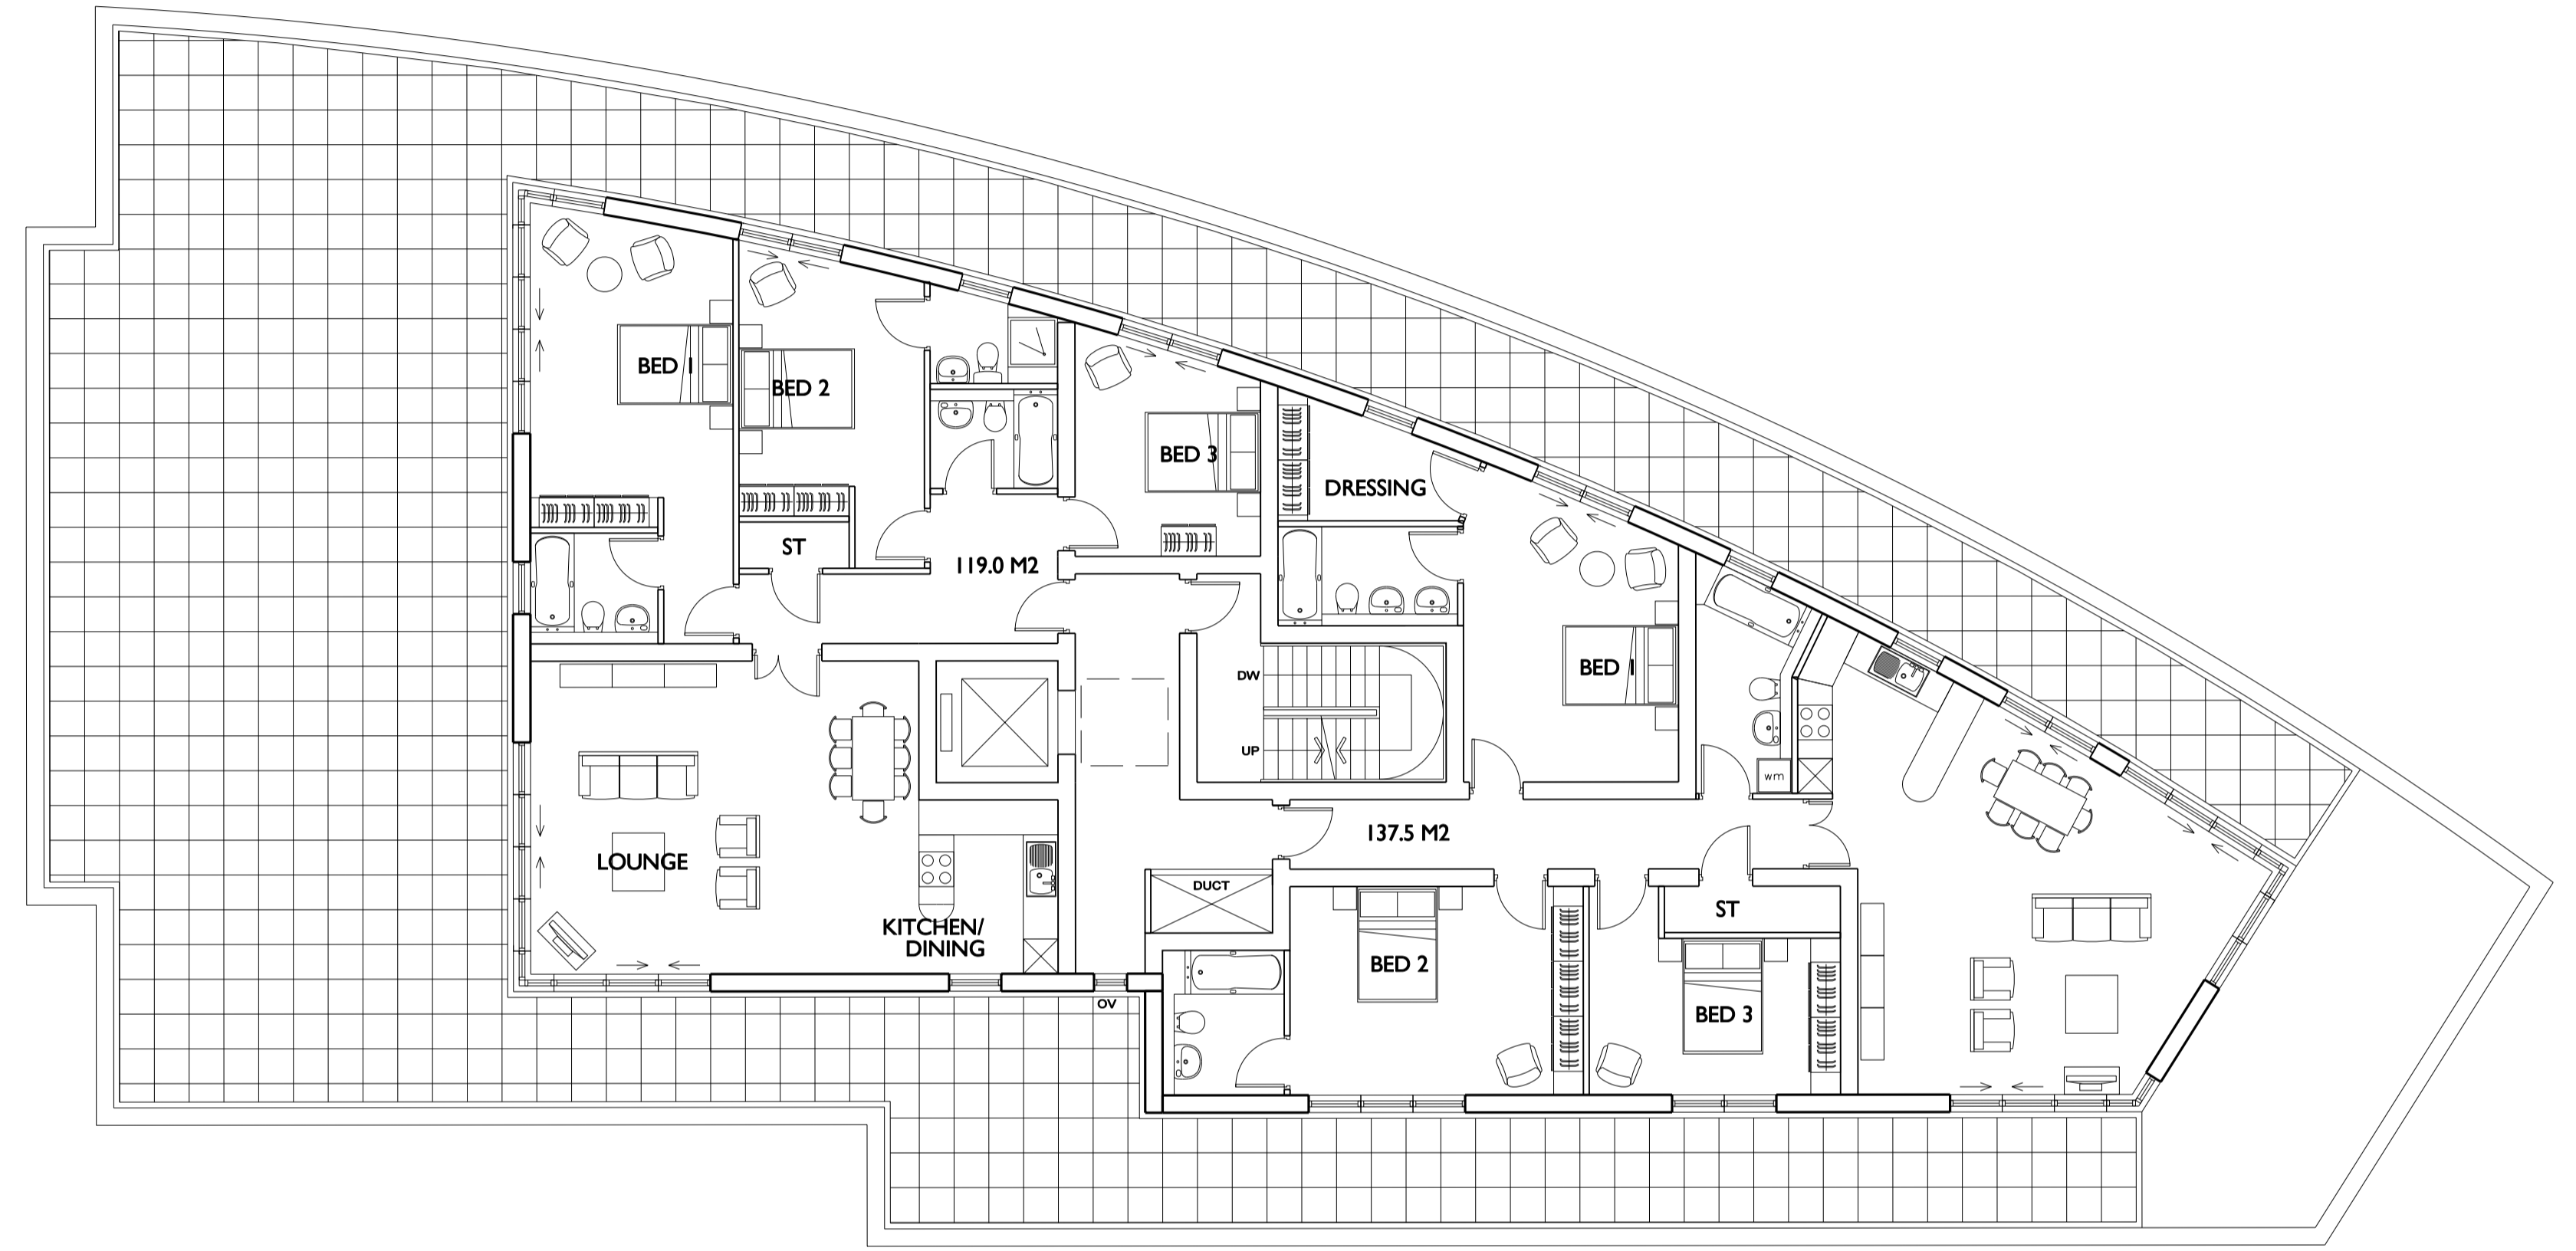 BED 1
BED 2
BED 3
DRESSING
ST
119.0 M2
DW
UP
BED 1
wm
LOUNGE
137.5 M2
DUCT
ST
KITCHEN/
DINING
BED 2
BED 3
OV